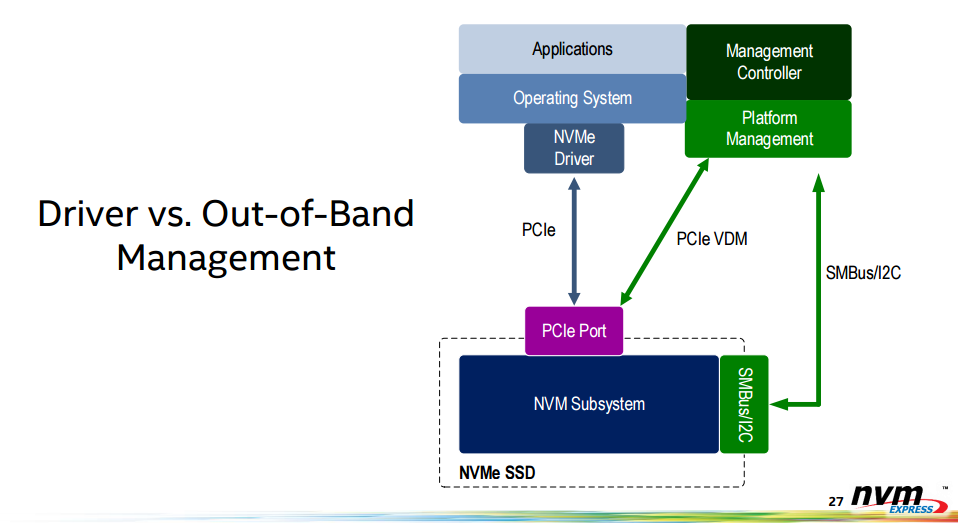 Driver vs. Out-of-Band
Management
Applications
Operating System
NVMe
Driver
Management
Controller
Platform
Management
PCIe
PCIe VDM
SMBus/I2C
PCIe Port
NVM Subsystem
SMBus/I2C
NVMe SSD
27
nvm
EXPRESS
™